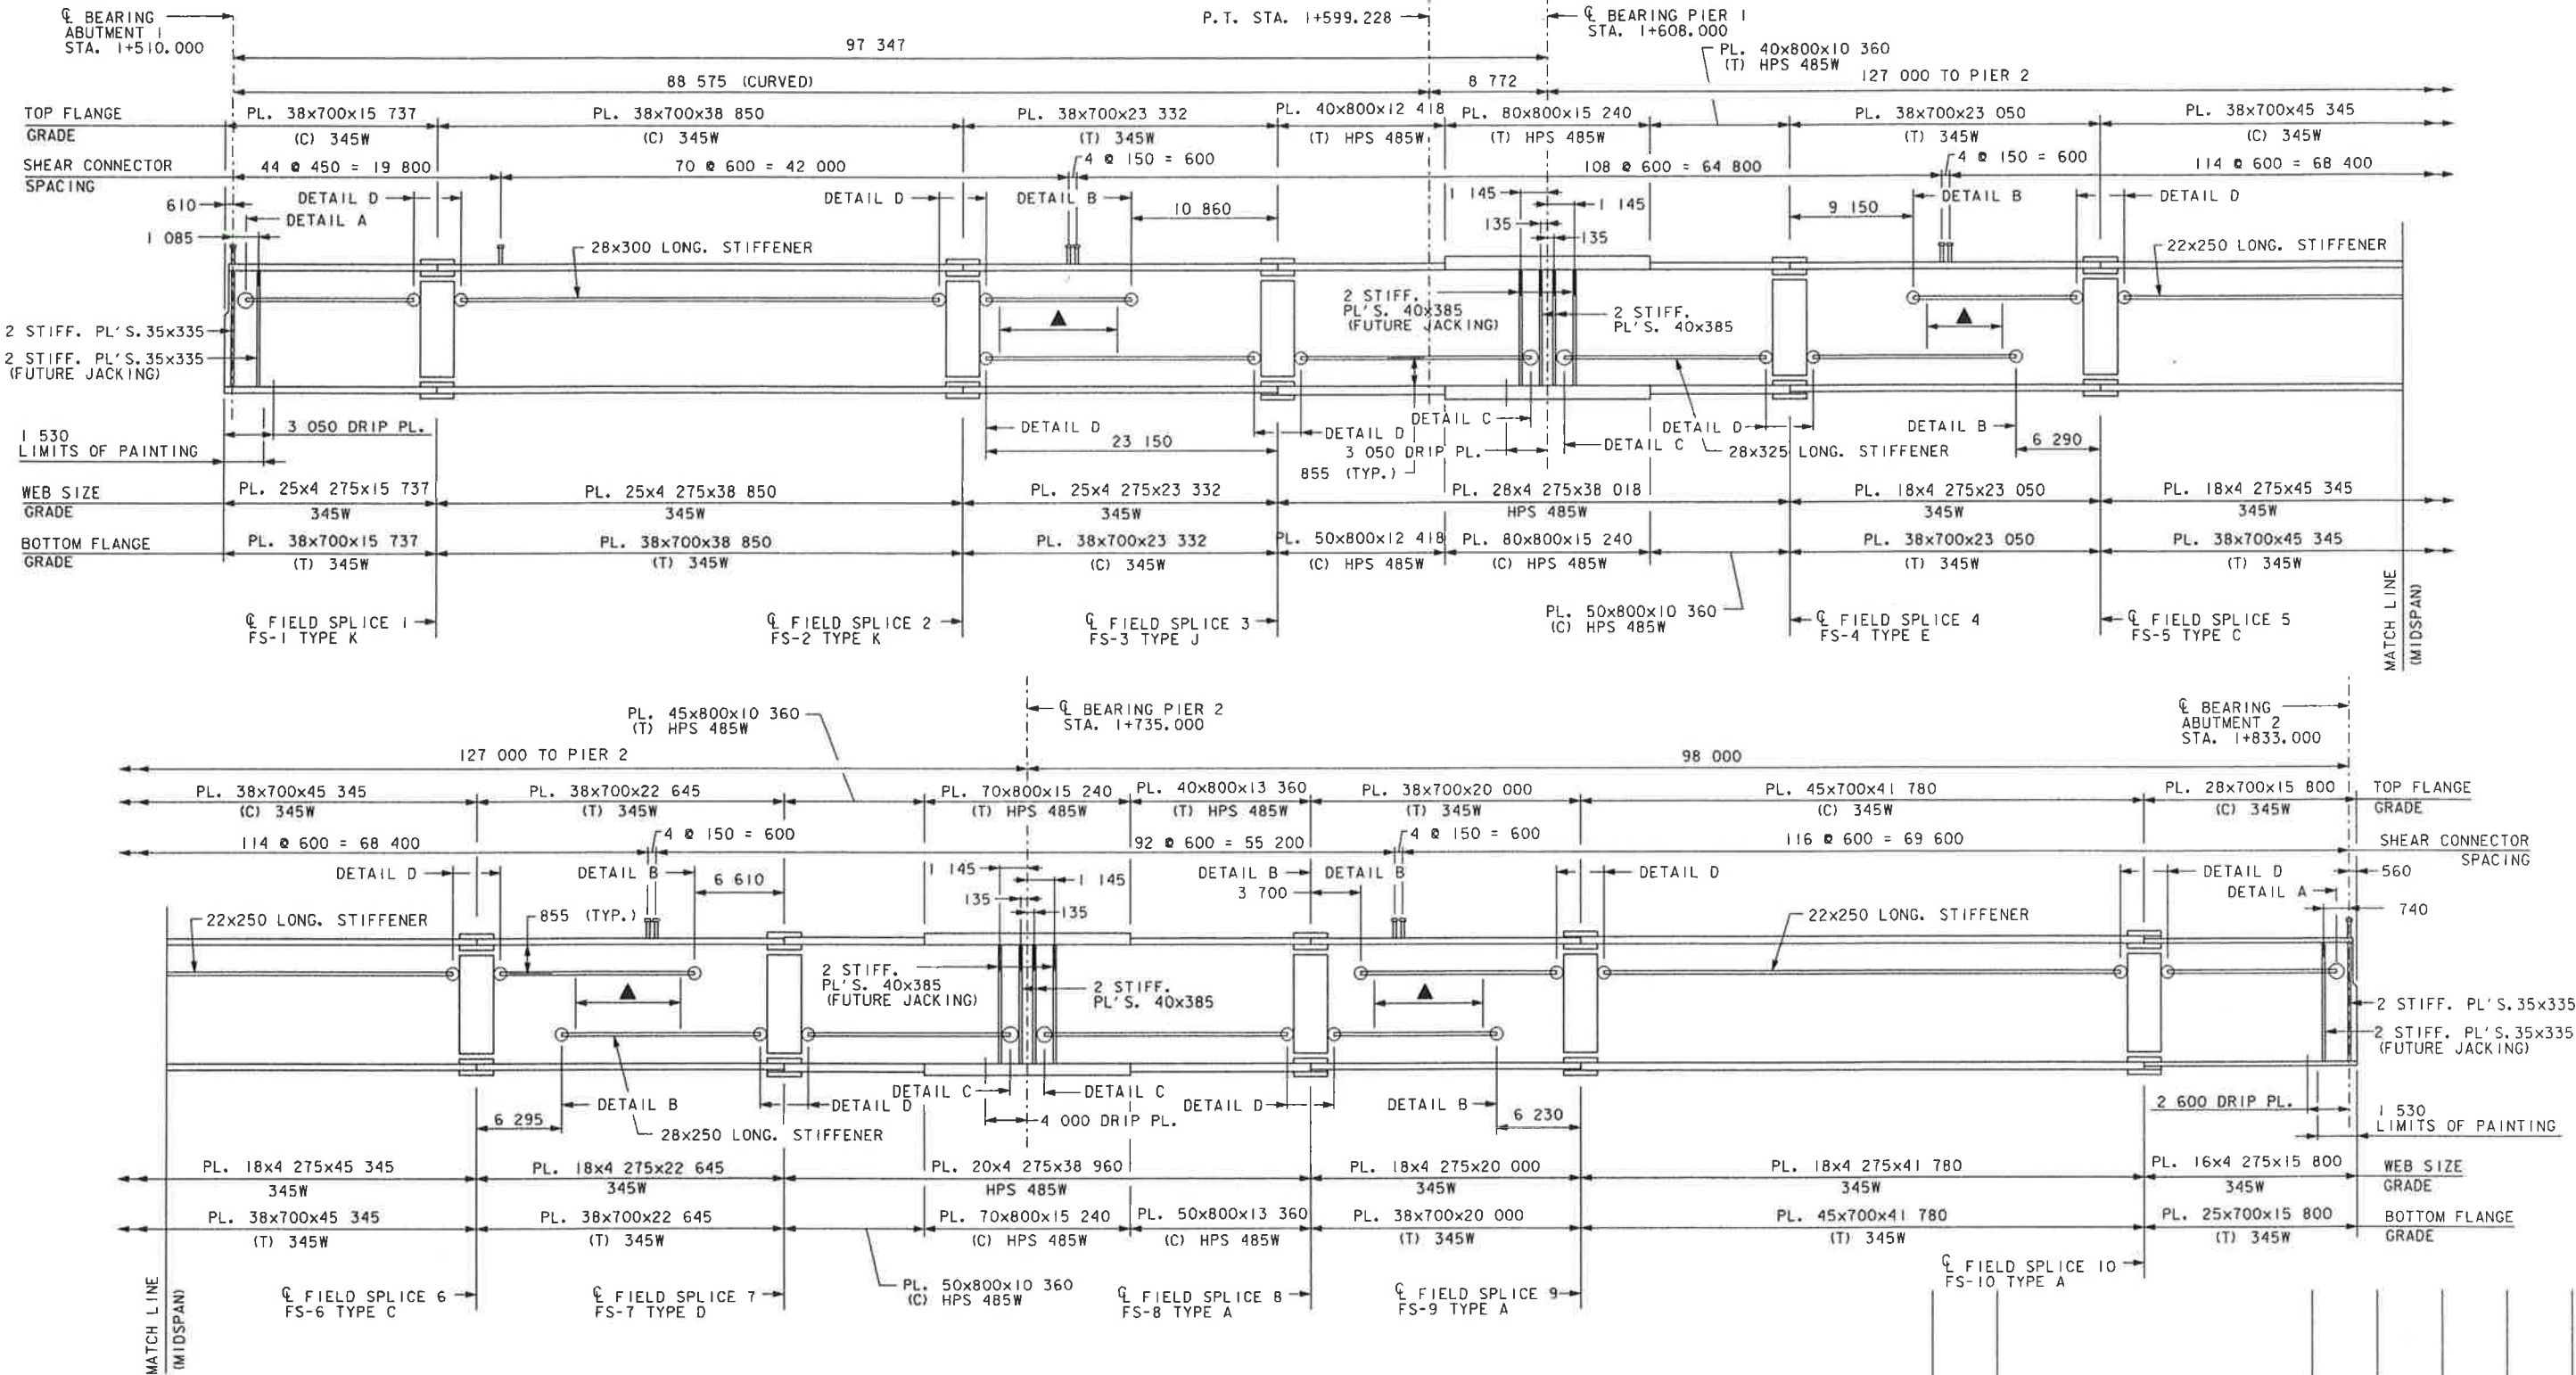 ℄ BEARING
ABUTMENT 1
STA. 1+510.000
P.T. STA. 1+599.228
℄ BEARING PIER 1
STA. 1+608.000
97 347
PL. 40x800x10 360
(T) HPS 485W
88 575 (CURVED)
8 772
127 000 TO PIER 2
TOP FLANGE
GRADE
PL. 38x700x15 737
(C) 345W
PL. 38x700x38 850
(C) 345W
PL. 38x700x23 332
(T) 345W
PL. 40x800x12 418
(T) HPS 485W
PL. 80x800x15 240
(T) HPS 485W
PL. 38x700x23 050
(T) 345W
PL. 38x700x45 345
(C) 345W
SHEAR CONNECTOR
SPACING
44 @ 450 = 19 800
70 @ 600 = 42 000
4 @ 150 = 600
108 @ 600 = 64 800
4 @ 150 = 600
114 @ 600 = 68 400
610
DETAIL D
DETAIL A
DETAIL D
DETAIL B
10 860
1 145
1 145
135
135
9 150
DETAIL B
DETAIL D
1 085
28x300 LONG. STIFFENER
22x250 LONG. STIFFENER
2 STIFF. PL'S.35x335
2 STIFF. PL'S.35x335
(FUTURE JACKING)
▲
2 STIFF.
PL'S. 40x385
(FUTURE JACKING)
2 STIFF.
PL'S. 40x385
▲
1 530
LIMITS OF PAINTING
3 050 DRIP PL.
DETAIL D
23 150
DETAIL C
DETAIL D
3 050 DRIP PL.
855 (TYP.)
DETAIL D
DETAIL C
28x325 LONG. STIFFENER
DETAIL B
6 290
WEB SIZE
GRADE
PL. 25x4 275x15 737
345W
PL. 25x4 275x38 850
345W
PL. 25x4 275x23 332
345W
PL. 28x4 275x38 018
HPS 485W
PL. 18x4 275x23 050
345W
PL. 18x4 275x45 345
345W
BOTTOM FLANGE
GRADE
PL. 38x700x15 737
(T) 345W
PL. 38x700x38 850
(T) 345W
PL. 38x700x23 332
(C) 345W
PL. 50x800x12 418
(C) HPS 485W
PL. 80x800x15 240
(C) HPS 485W
PL. 38x700x23 050
(T) 345W
PL. 38x700x45 345
(T) 345W
℄ FIELD SPLICE 1
FS-1 TYPE K
℄ FIELD SPLICE 2
FS-2 TYPE K
℄ FIELD SPLICE 3
FS-3 TYPE J
PL. 50x800x10 360
(C) HPS 485W
℄ FIELD SPLICE 4
FS-4 TYPE E
℄ FIELD SPLICE 5
FS-5 TYPE C
MATCH LINE
(MIDSPAN)
PL. 45x800x10 360
(T) HPS 485W
℄ BEARING PIER 2
STA. 1+735.000
℄ BEARING
ABUTMENT 2
STA. 1+833.000
127 000 TO PIER 2
98 000
PL. 38x700x45 345
(C) 345W
PL. 38x700x22 645
(T) 345W
PL. 70x800x15 240
(T) HPS 485W
PL. 40x800x13 360
(T) HPS 485W
PL. 38x700x20 000
(T) 345W
PL. 45x700x41 780
(C) 345W
PL. 28x700x15 800
(C) 345W
TOP FLANGE
GRADE
114 @ 600 = 68 400
4 @ 150 = 600
92 @ 600 = 55 200
4 @ 150 = 600
116 @ 600 = 69 600
SHEAR CONNECTOR
SPACING
DETAIL D
DETAIL B
6 610
1 145
1 145
135
135
DETAIL B
3 700
DETAIL B
DETAIL D
DETAIL D
560
DETAIL A
740
22x250 LONG. STIFFENER
855 (TYP.)
22x250 LONG. STIFFENER
▲
2 STIFF.
PL'S. 40x385
(FUTURE JACKING)
2 STIFF.
PL'S. 40x385
▲
2 STIFF. PL'S.35x335
2 STIFF. PL'S.35x335
(FUTURE JACKING)
6 295
DETAIL B
28x250 LONG. STIFFENER
DETAIL D
DETAIL C
DETAIL C
4 000 DRIP PL.
DETAIL D
DETAIL B
6 230
2 600 DRIP PL.
1 530
LIMITS OF PAINTING
PL. 18x4 275x45 345
345W
PL. 18x4 275x22 645
345W
PL. 20x4 275x38 960
HPS 485W
PL. 18x4 275x20 000
345W
PL. 18x4 275x41 780
345W
PL. 16x4 275x15 800
345W
WEB SIZE
GRADE
PL. 38x700x45 345
(T) 345W
PL. 38x700x22 645
(T) 345W
PL. 70x800x15 240
(C) HPS 485W
PL. 50x800x13 360
(C) HPS 485W
PL. 38x700x20 000
(T) 345W
PL. 45x700x41 780
(T) 345W
PL. 25x700x15 800
(T) 345W
BOTTOM FLANGE
GRADE
MATCH LINE
(MIDSPAN)
℄ FIELD SPLICE 6
FS-6 TYPE C
℄ FIELD SPLICE 7
FS-7 TYPE D
PL. 50x800x10 360
(C) HPS 485W
℄ FIELD SPLICE 8
FS-8 TYPE A
℄ FIELD SPLICE 9
FS-9 TYPE A
℄ FIELD SPLICE 10
FS-10 TYPE A